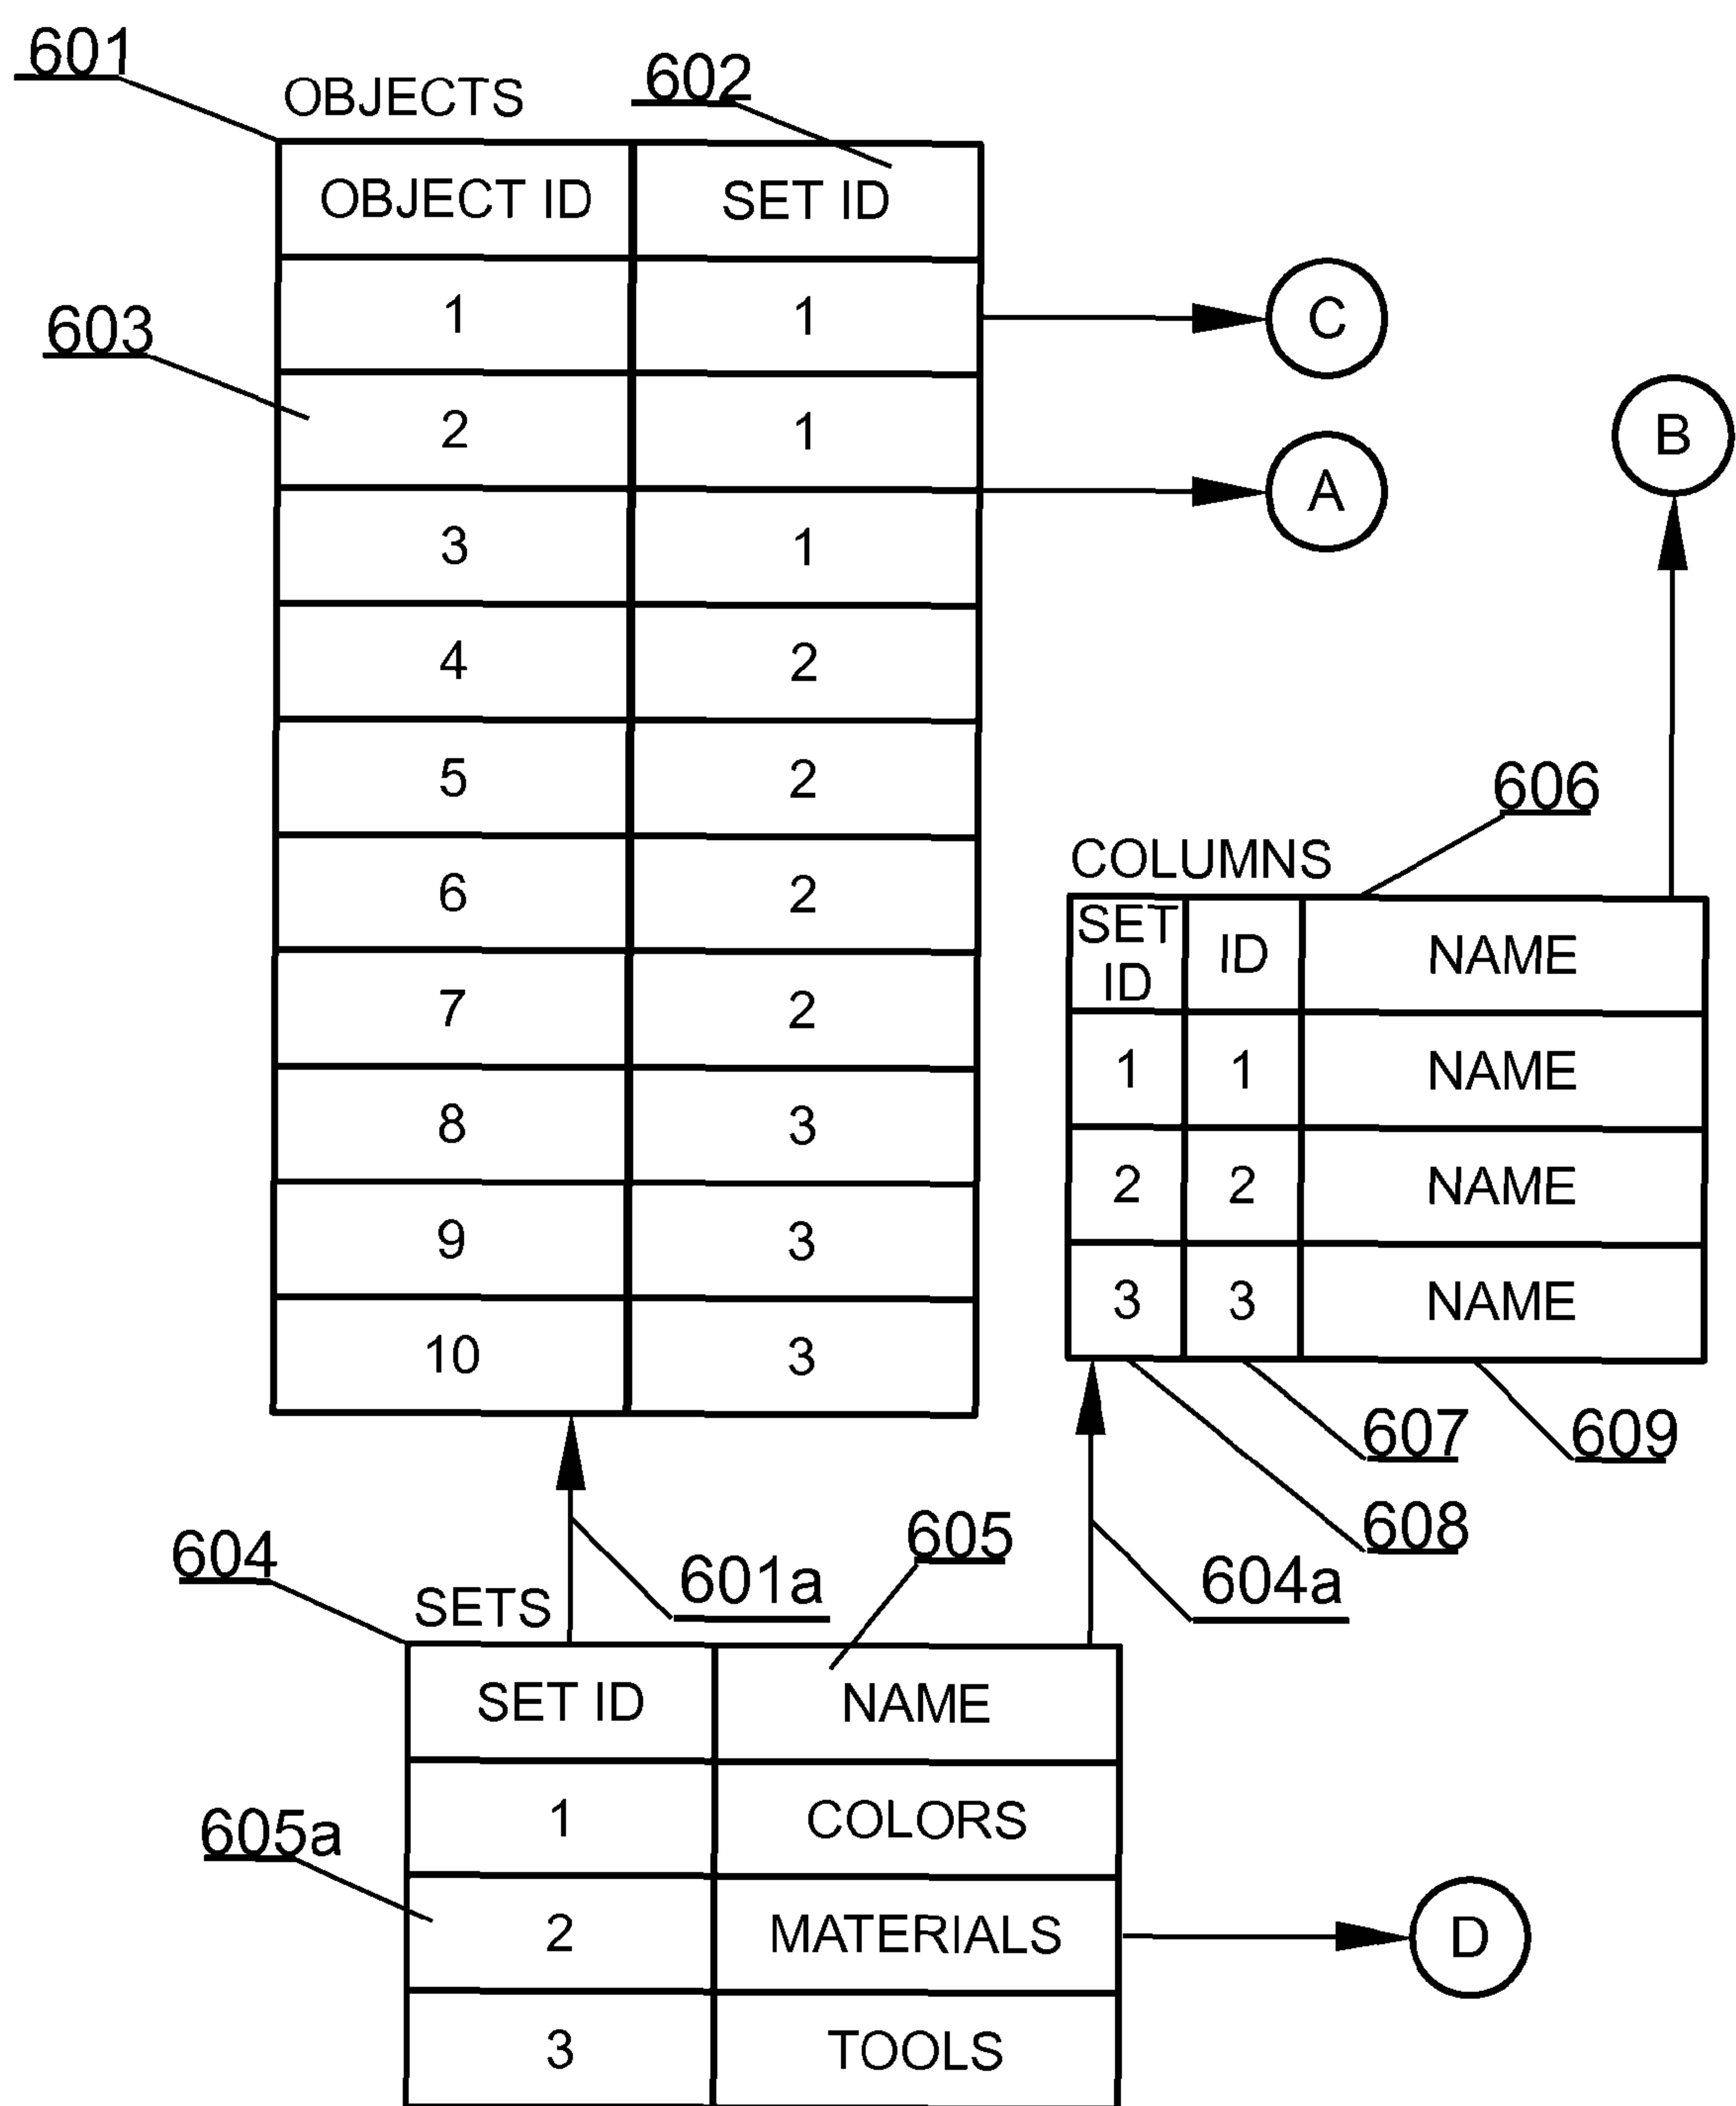 601
OBJECTS
602
OBJECT ID SET ID
1 1
C
603
2 1
B
A
3 1
4 2
5 2
606
6 2
COLUMNS
SET ID ID NAME
7 2
1 1 NAME
8 3
2 2 NAME
9 3
3 3 NAME
10 3
607 609
608
605
604
601a
604a
SETS
SET ID NAME
1 COLORS
605a
2 MATERIALS
D
3 TOOLS